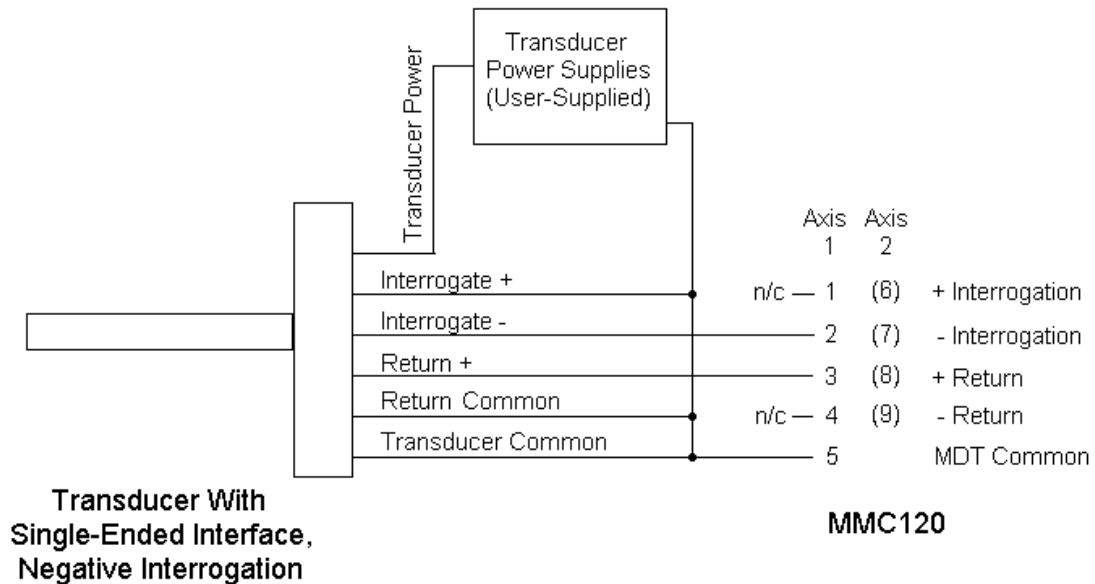 Transducer
Power Supplies
(User-Supplied)
Transducer Power
Axis Axis
1 2
Interrogate +
n/c 1 (6) + Interrogation
Interrogate -
2 (7) - Interrogation
Return +
3 (8) + Return
Return Common
n/c 4 (9) - Return
Transducer Common
5 MDT Common
Transducer With
Single-Ended Interface,
Negative Interrogation
MMC120